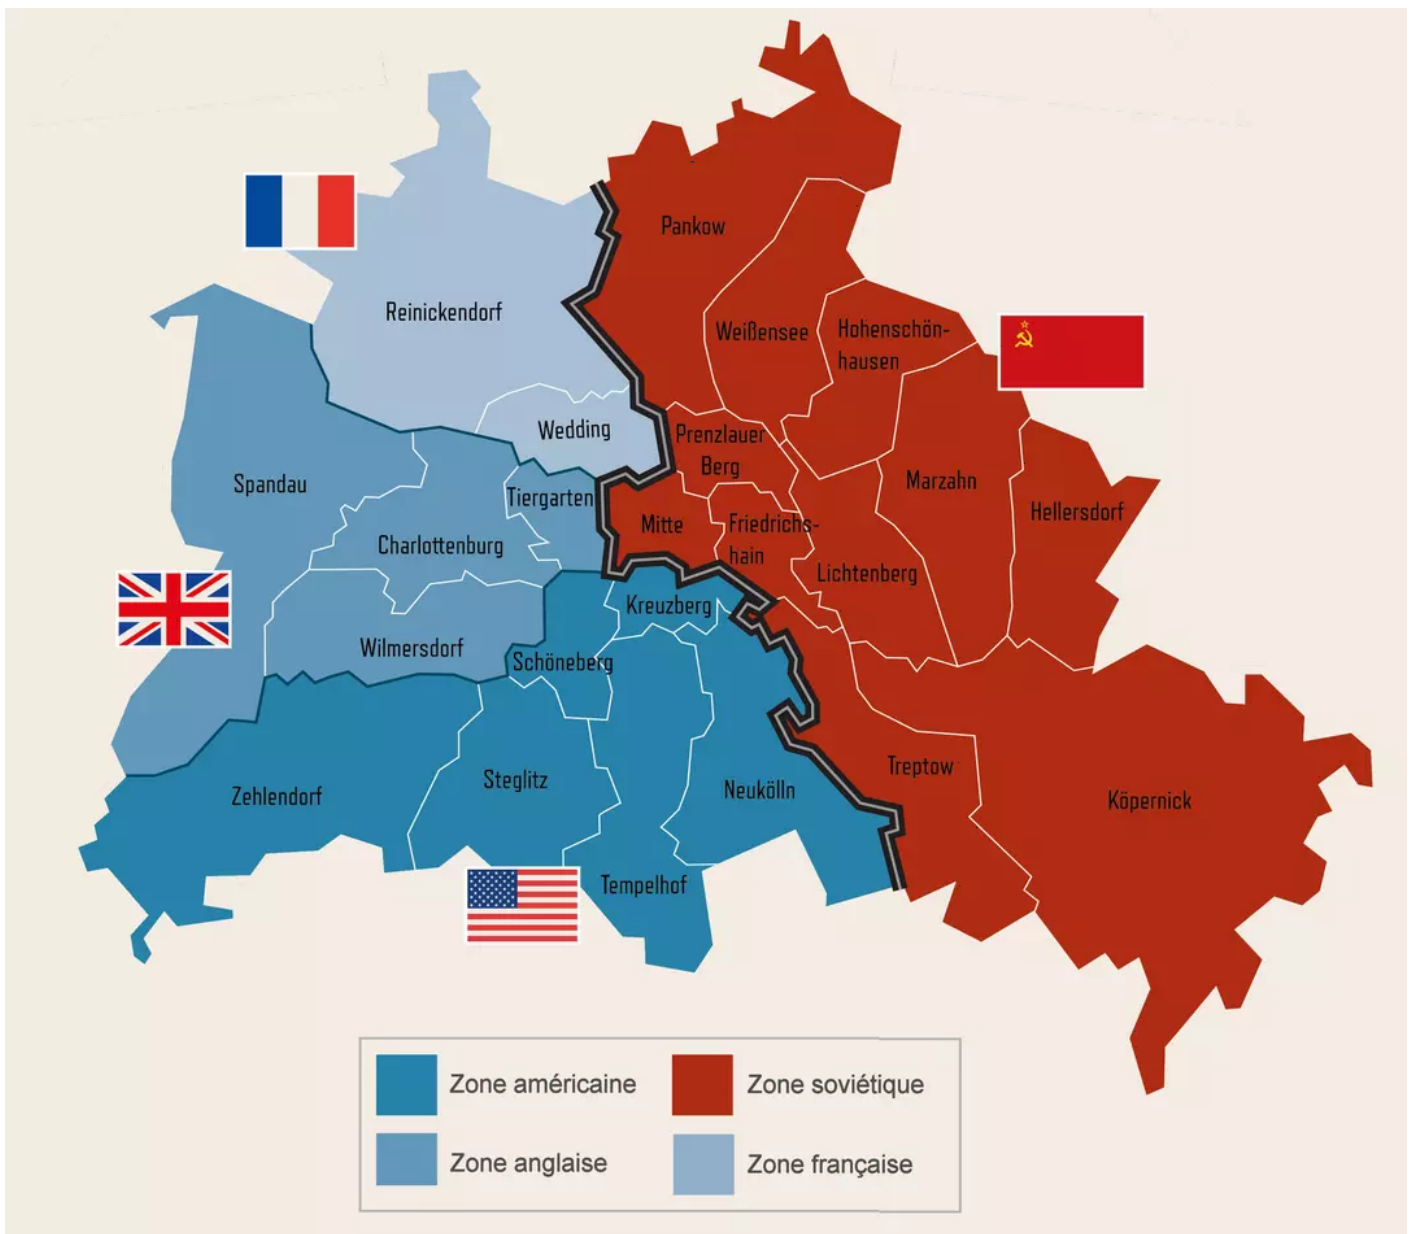 Pankow
Reinickendorf
Weißensee
Hohenschön-
hausen
Wedding
Prenzlauer
Berg
Spandau
Tiergarten
Marzahn
Hellersdorf
Mitte
Friedrichs-
hain
Charlottenburg
Lichtenberg
Kreuzberg
Wilmersdorf
Schöneberg
Treptow
Zehlendorf
Steglitz
Neukölln
Köpernick
Tempelhof
Zone américaine
Zone soviétique
Zone anglaise
Zone française